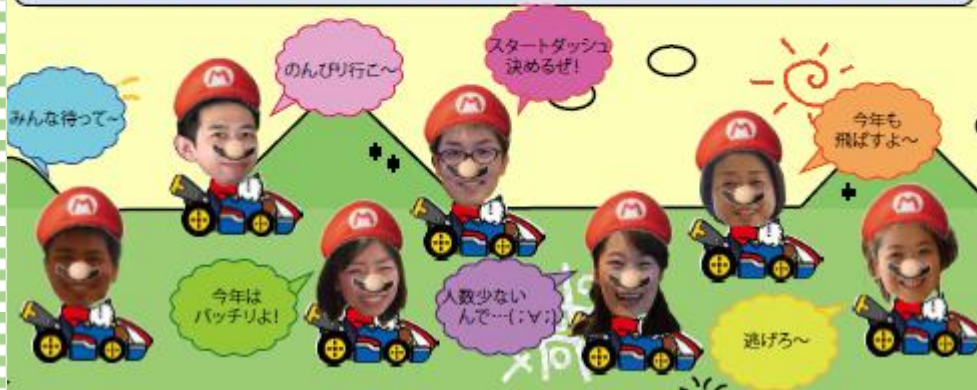 みんな待って～
のんびり行こ～
スタートダッシュ
決めるぜ!
今年も
飛ばすよ～
今年は
バッチリよ!
人数少ない
んで…(；∀；)
逃げろ～
M
M
M
M
M
M
M